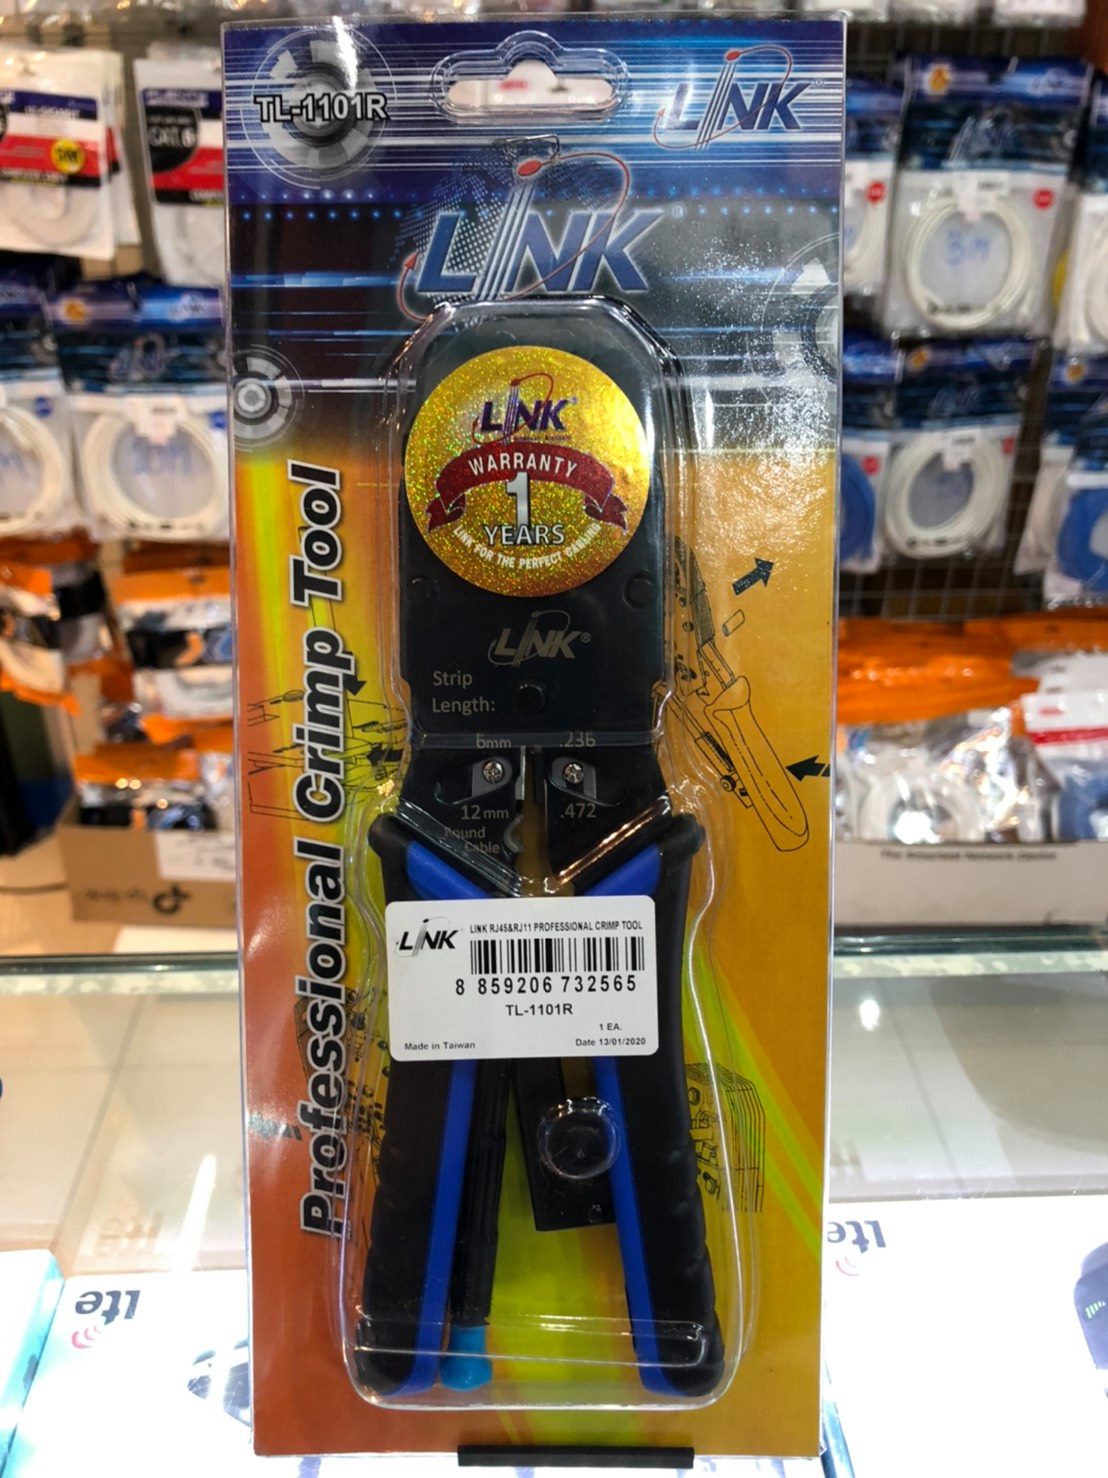 TL-1101R
LINK®
LINK®
LINK®
WARRANTY
1
YEARS
LINK FOR THE PERFECT CABLING
Professional Crimp Tool
LINK®
Strip
Length:
6mm .236
12mm .472
Round
Cable
LINK
LINK RJ45&RJ11 PROFESSIONAL CRIMP TOOL
8 859206 732565
TL-1101R
1 EA.
Made in Taiwan Date 13/01/2020
CAT.6
3M
10M
lte
lte